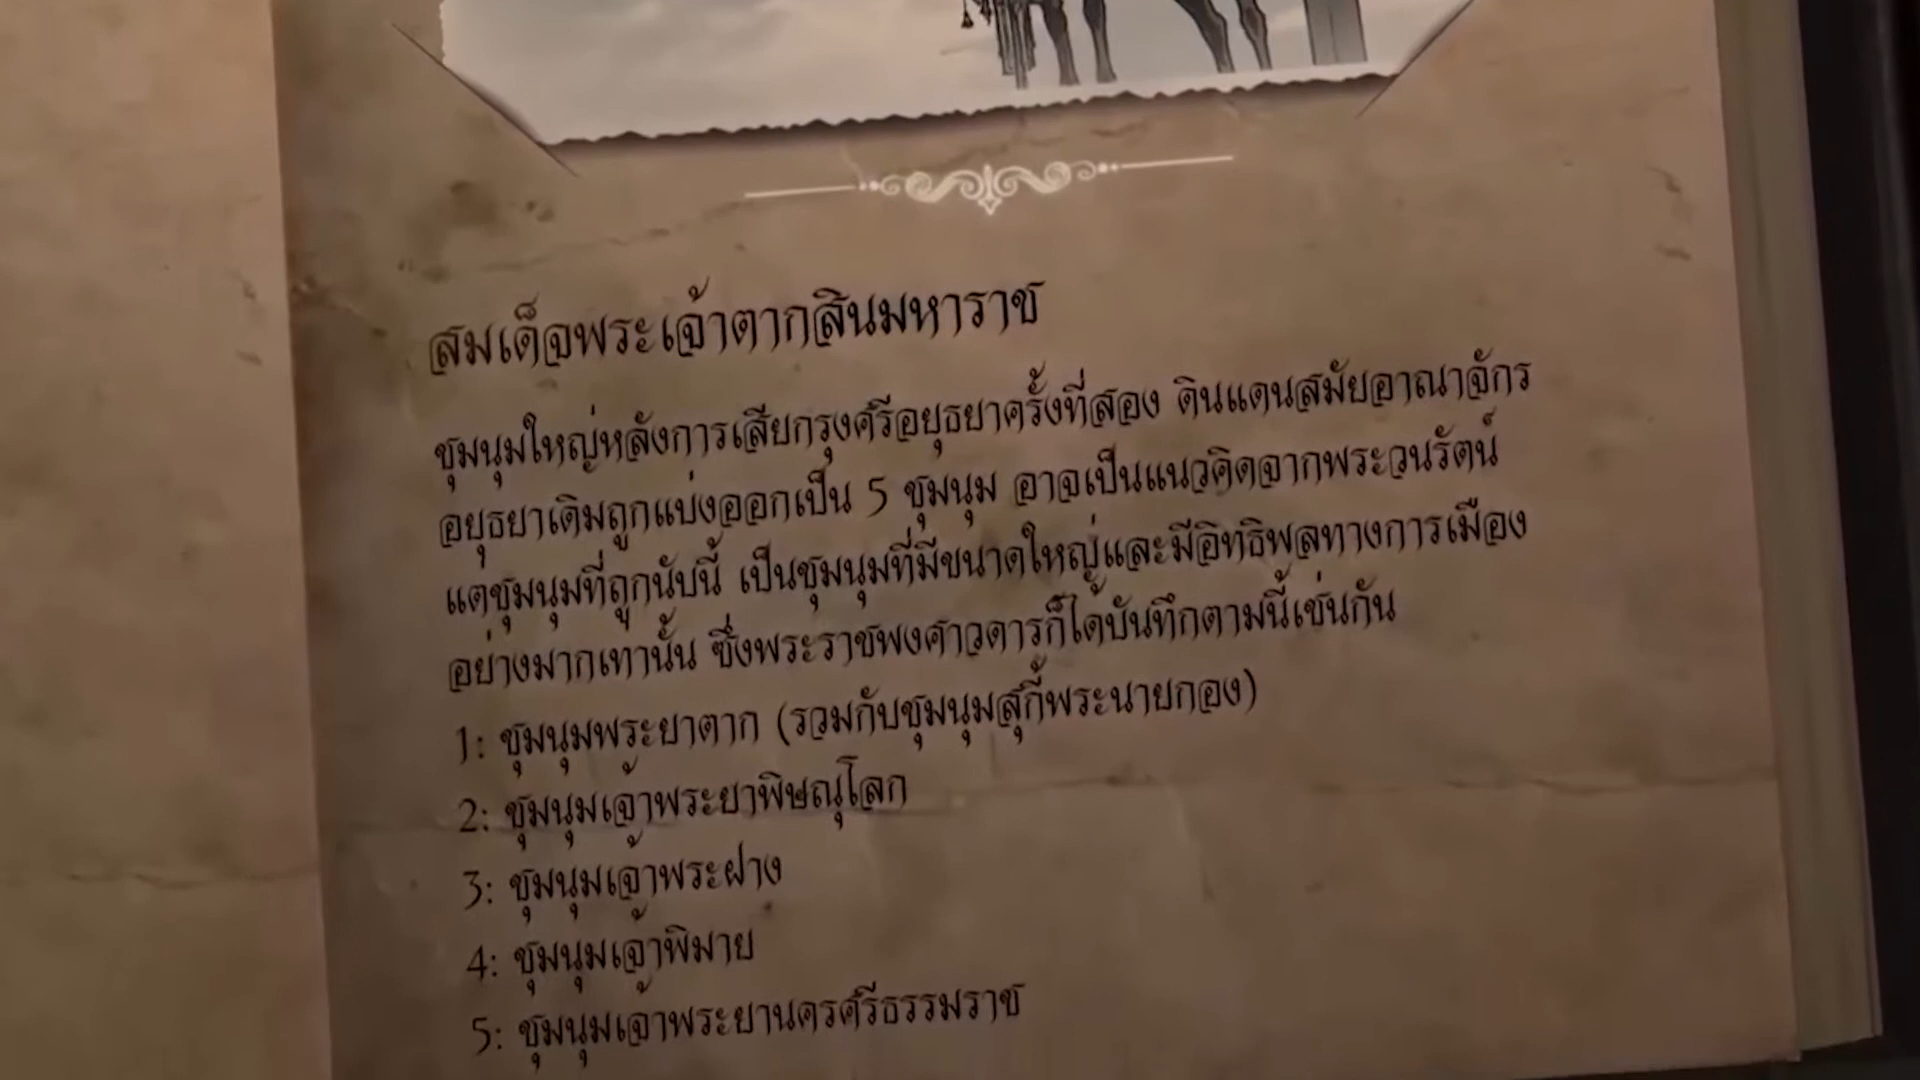 สมเด็จพระเจ้าตากสินมหาราช
ชุมนุมใหญ่หลังการเสียกรุงศรีอยุธยาครั้งที่สอง ดินแดนสมัยอาณาจักร
อยุธยาเดิมถูกแบ่งออกเป็น 5 ชุมนุม อาจเป็นแนวคิดจากพระวนรัตน์
แต่ชุมนุมที่ถูกนับนี้ เป็นชุมนุมที่มีขนาดใหญ่และมีอิทธิพลทางการเมือง
อย่างมากเท่านั้น ซึ่งพระราชพงศาวดารก็ได้บันทึกตามนี้เช่นกัน
1: ชุมนุมพระยาตาก (รวมกับชุมนุมสุกี้พระนายกอง)
2: ชุมนุมเจ้าพระยาพิษณุโลก
3: ชุมนุมเจ้าพระฝาง
4: ชุมนุมเจ้าพิมาย
5: ชุมนุมเจ้าพระยานครศรีธรรมราช